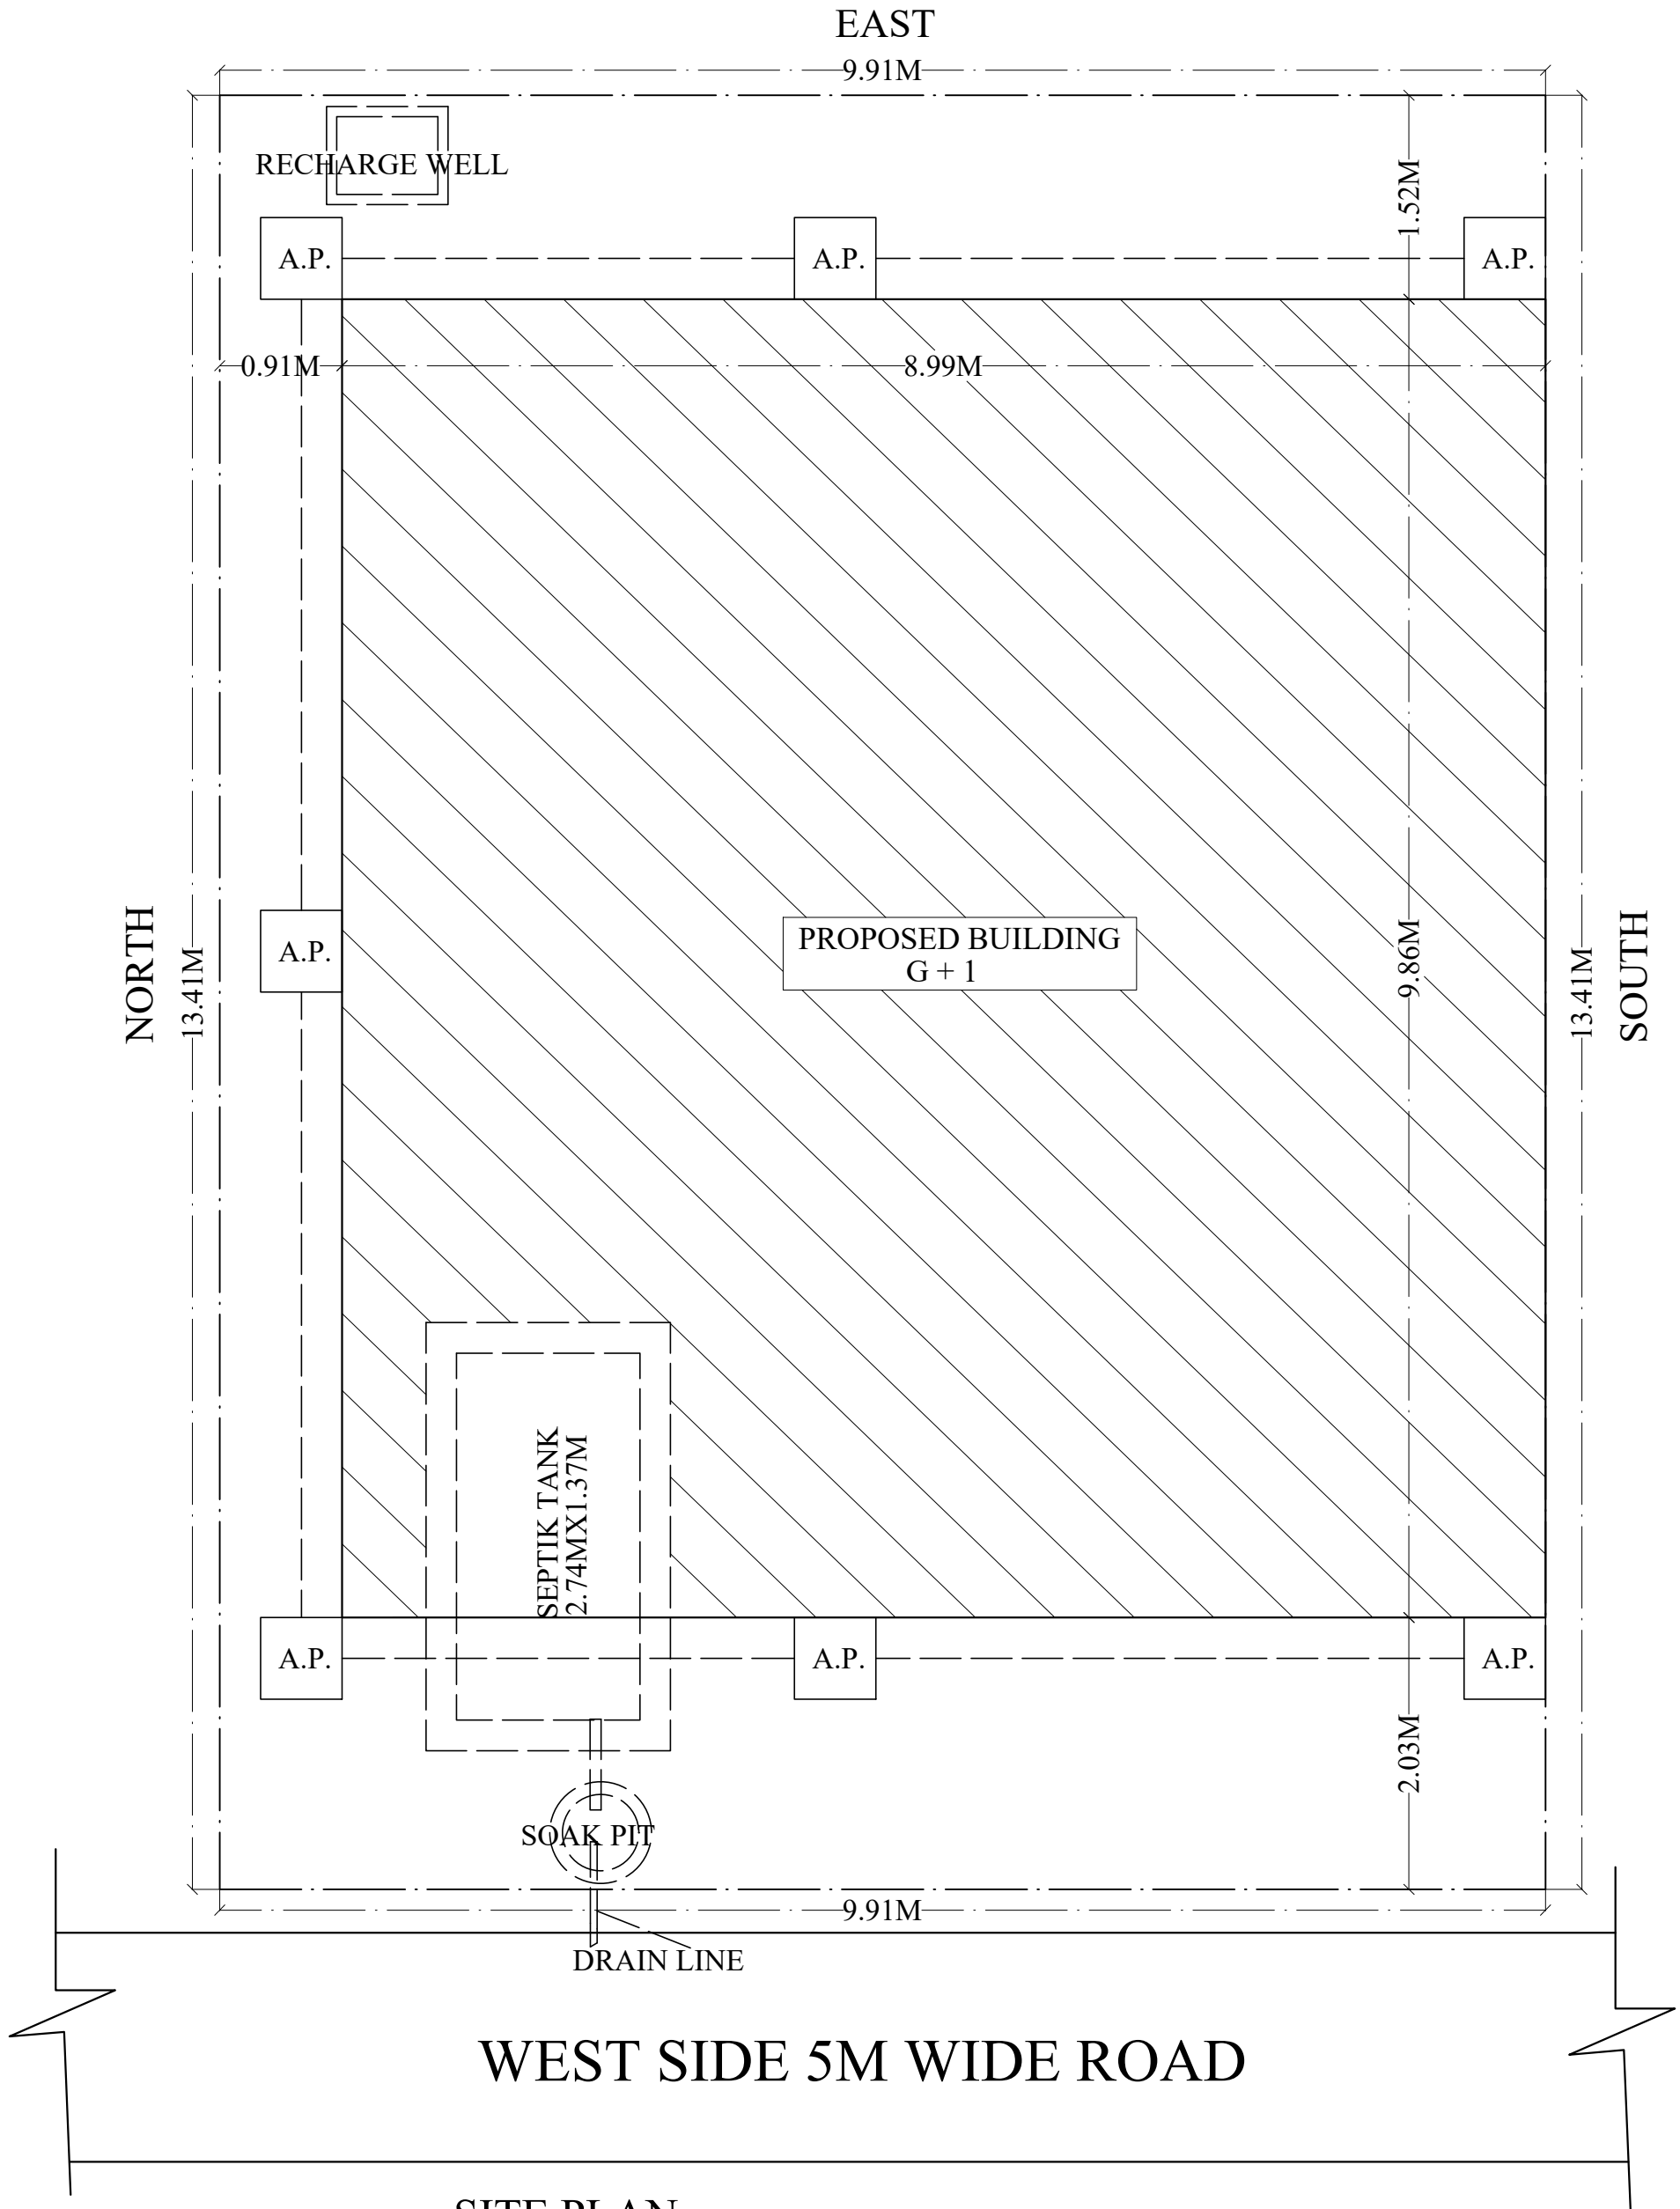 EAST
9.91M
RECHARGE WELL
1.52M
A.P.
A.P.
A.P.
0.91M
8.99M
NORTH
13.41M
A.P.
PROPOSED BUILDING
G + 1
9.86M
13.41M
SOUTH
SEPTIK TANK
2.74MX1.37M
A.P.
A.P.
A.P.
2.03M
SOAK PIT
9.91M
DRAIN LINE
WEST SIDE 5M WIDE ROAD
SITE PLAN